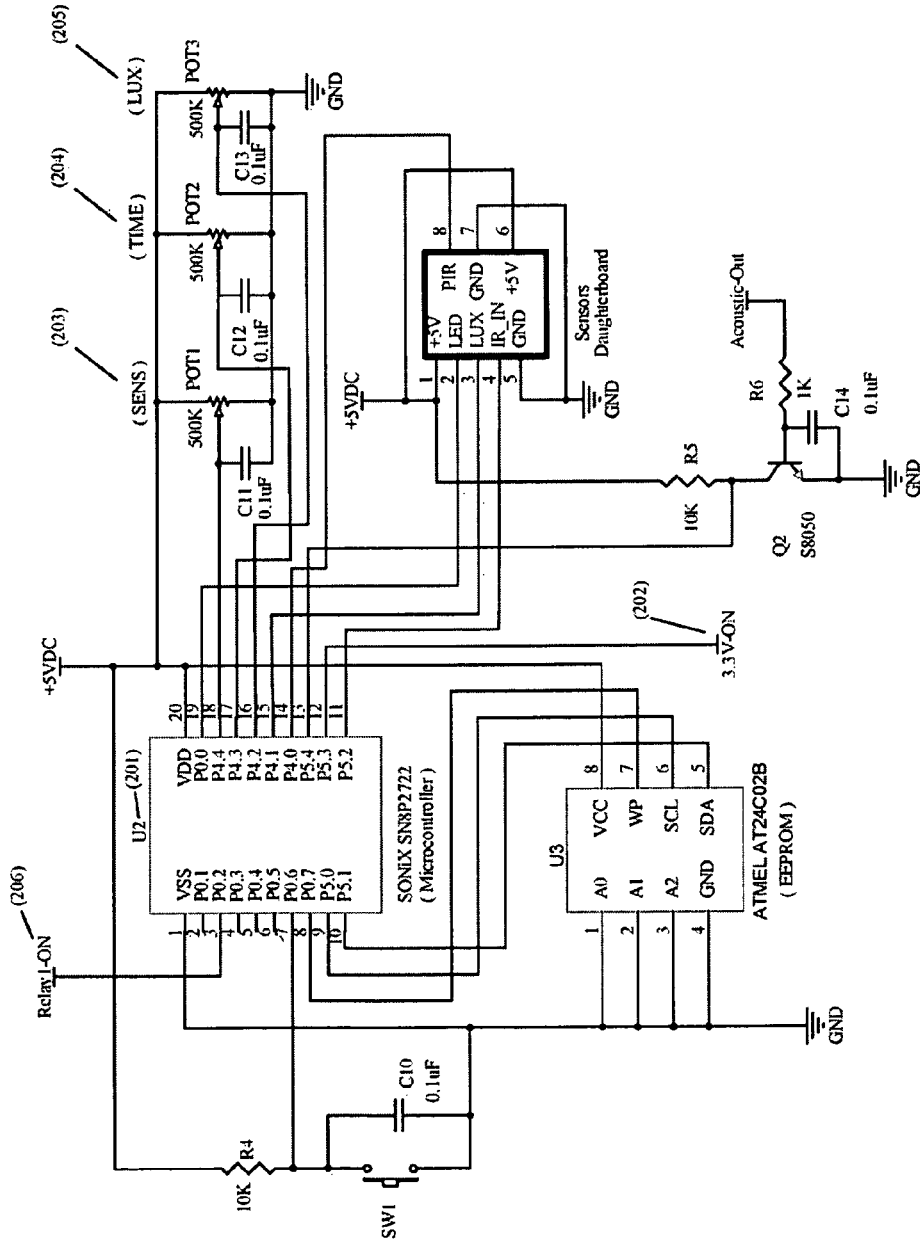 (205)
(204)
(203)
( LUX )
( TIME )
( SENS )
POT3
POT2
POT1
500K
500K
500K
C13
0.1uF
C12
0.1uF
C11
0.1uF
GND
+5VDC
Relay1-ON
(206)
U2
(201)
20
19
18
17
16
15
14
13
12
11
VDD
P0.0
P4.4
P4.3
P4.2
P4.1
P4.0
P5.4
P5.3
P5.2
VSS
P0.1
P0.2
P0.3
P0.4
P0.5
P0.6
P0.7
P5.0
P5.1
1
2
3
4
5
6
7
8
9
10
SONiX SN8P2722
( Microcontroller )
R4
10K
SW1
C10
0.1uF
+5VDC
1
2
3
4
5
+5V
LED
LUX
IR_IN
GND
PIR
GND
+5V
8
7
6
Sensors
Daughterboard
GND
R5
10K
Q2
S8050
R6
1K
C14
0.1uF
Acoustic-Out
GND
(202)
3.3V-ON
U3
A0
A1
A2
GND
VCC
WP
SCL
SDA
1
2
3
4
8
7
6
5
ATMEL AT24C02B
( EEPROM )
GND